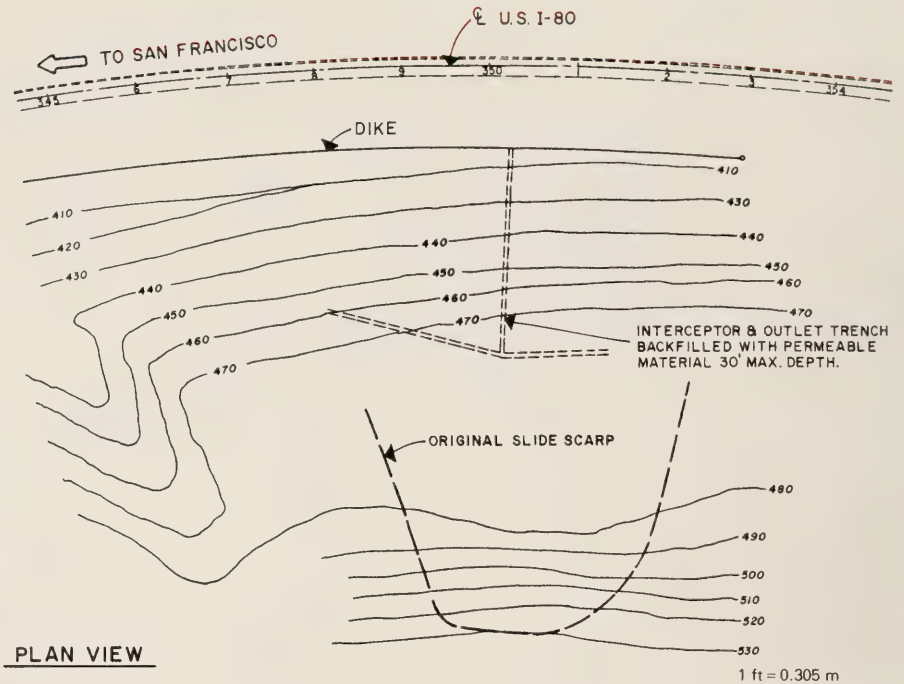 ℄ U.S. I-80
TO SAN FRANCISCO
345 6 7 8 9 350 1 2 3 354
DIKE
410
410
420
430
430
440
440
440
450
450
450
460
460
460
470
470
470
INTERCEPTOR & OUTLET TRENCH
BACKFILLED WITH PERMEABLE
MATERIAL 30' MAX. DEPTH.
ORIGINAL SLIDE SCARP
480
490
500
510
520
530
PLAN VIEW
1 ft = 0.305 m